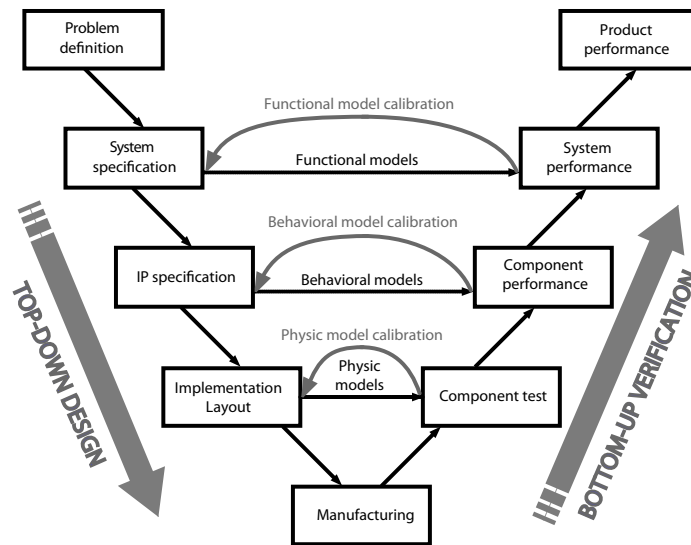 Problem
definition
Product
performance
Functional model calibration
System
specification
Functional models
System
performance
Behavioral model calibration
IP specification
Behavioral models
Component
performance
Physic model calibration
Implementation
Layout
Physic
models
Component test
Manufacturing
TOP-DOWN DESIGN
BOTTOM-UP VERIFICATION